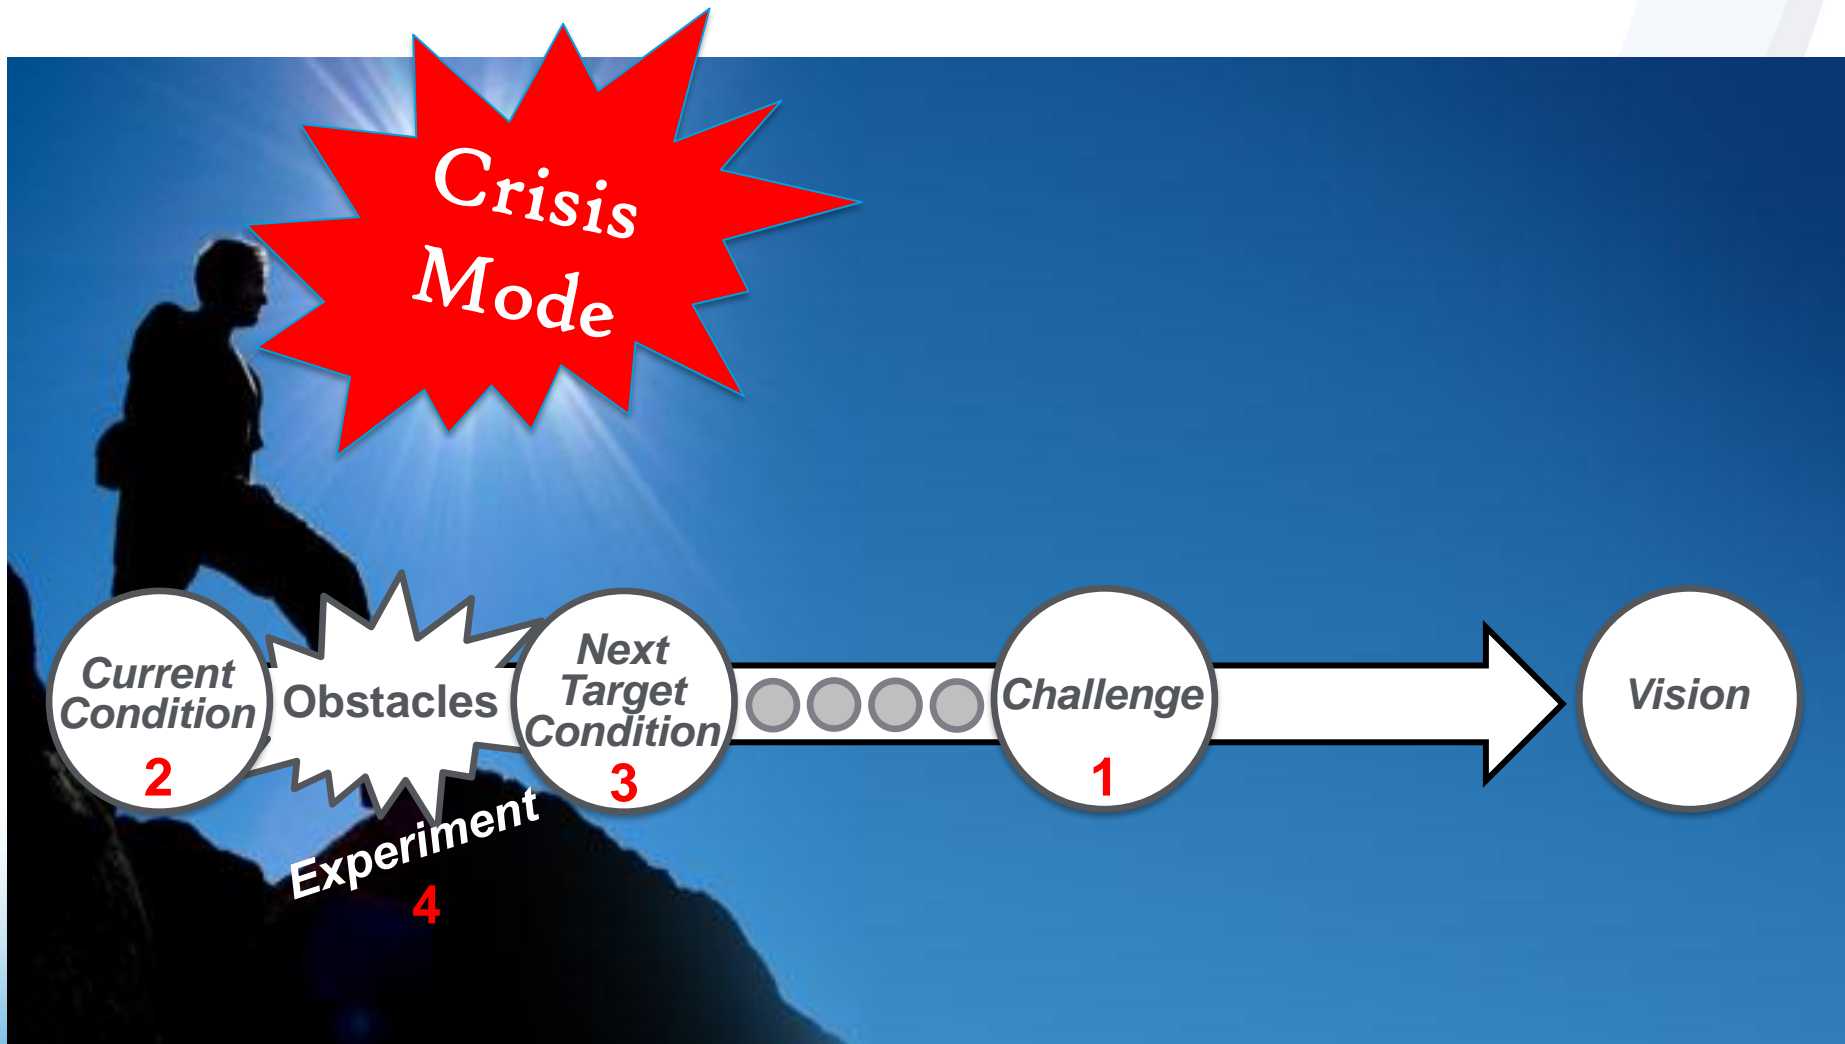 Crisis
Mode
Current
Condition
2
Obstacles
Next
Target
Condition
3
Challenge
1
Vision
Experiment
4